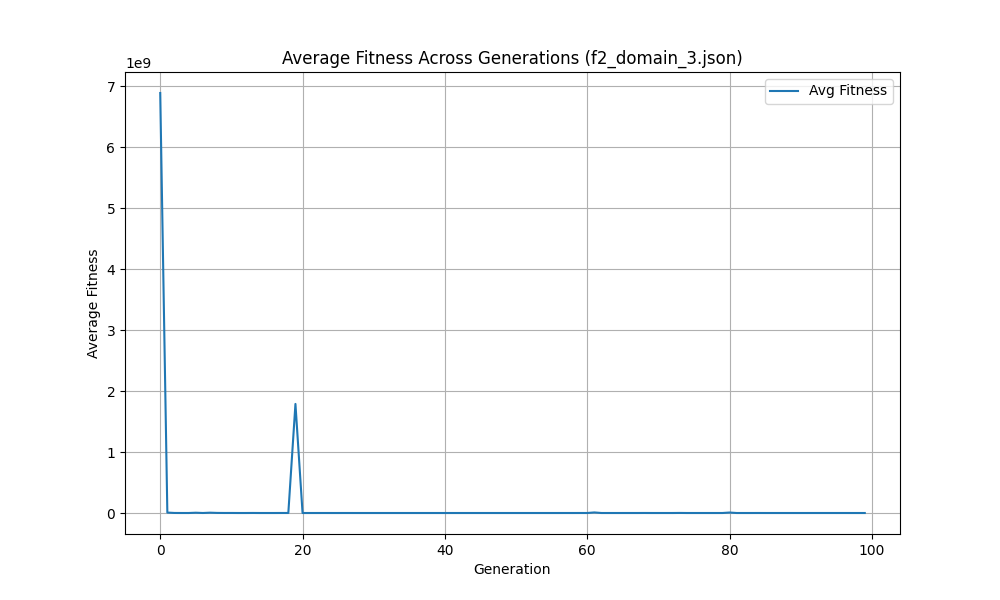 Average Fitness Across Generations (f2_domain_3.json)
1e9
Avg Fitness
7
6
5
4
3
2
1
0
Average Fitness
0 20 40 60 80 100
Generation